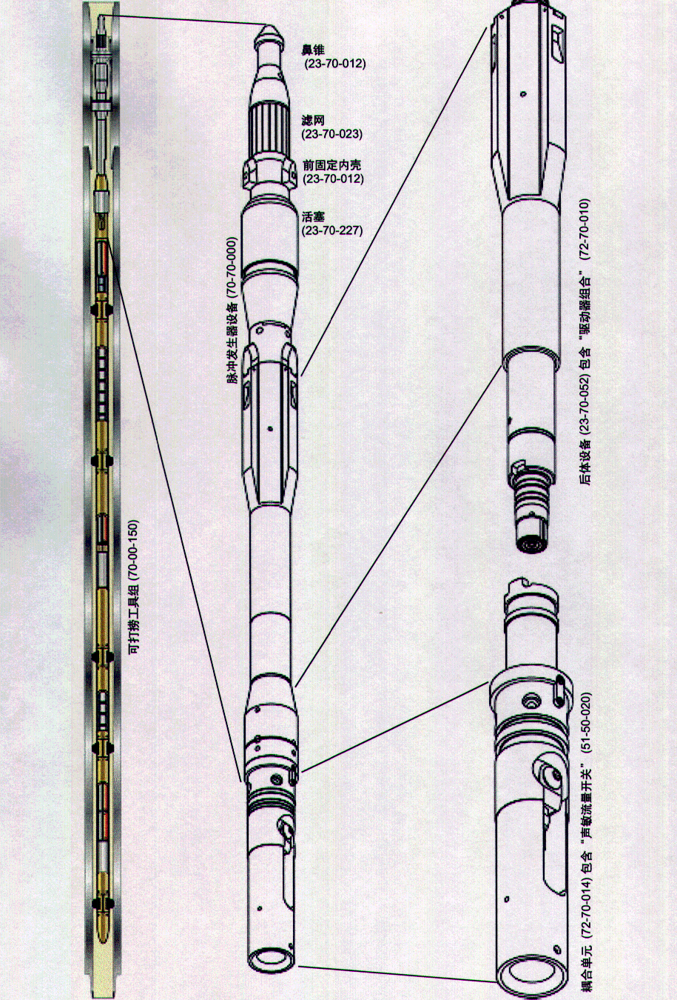 鼻锥
(23-70-012)
滤网
(23-70-023)
前固定内壳
(23-70-012)
活塞
(23-70-227)
脉冲发生器设备 (70-70-000)
可打捞工具组 (70-00-150)
后体设备 (23-70-052) 包含“驱动器组合” (72-70-010)
耦合单元 (72-70-014) 包含“声敏流量开关” (51-50-020)